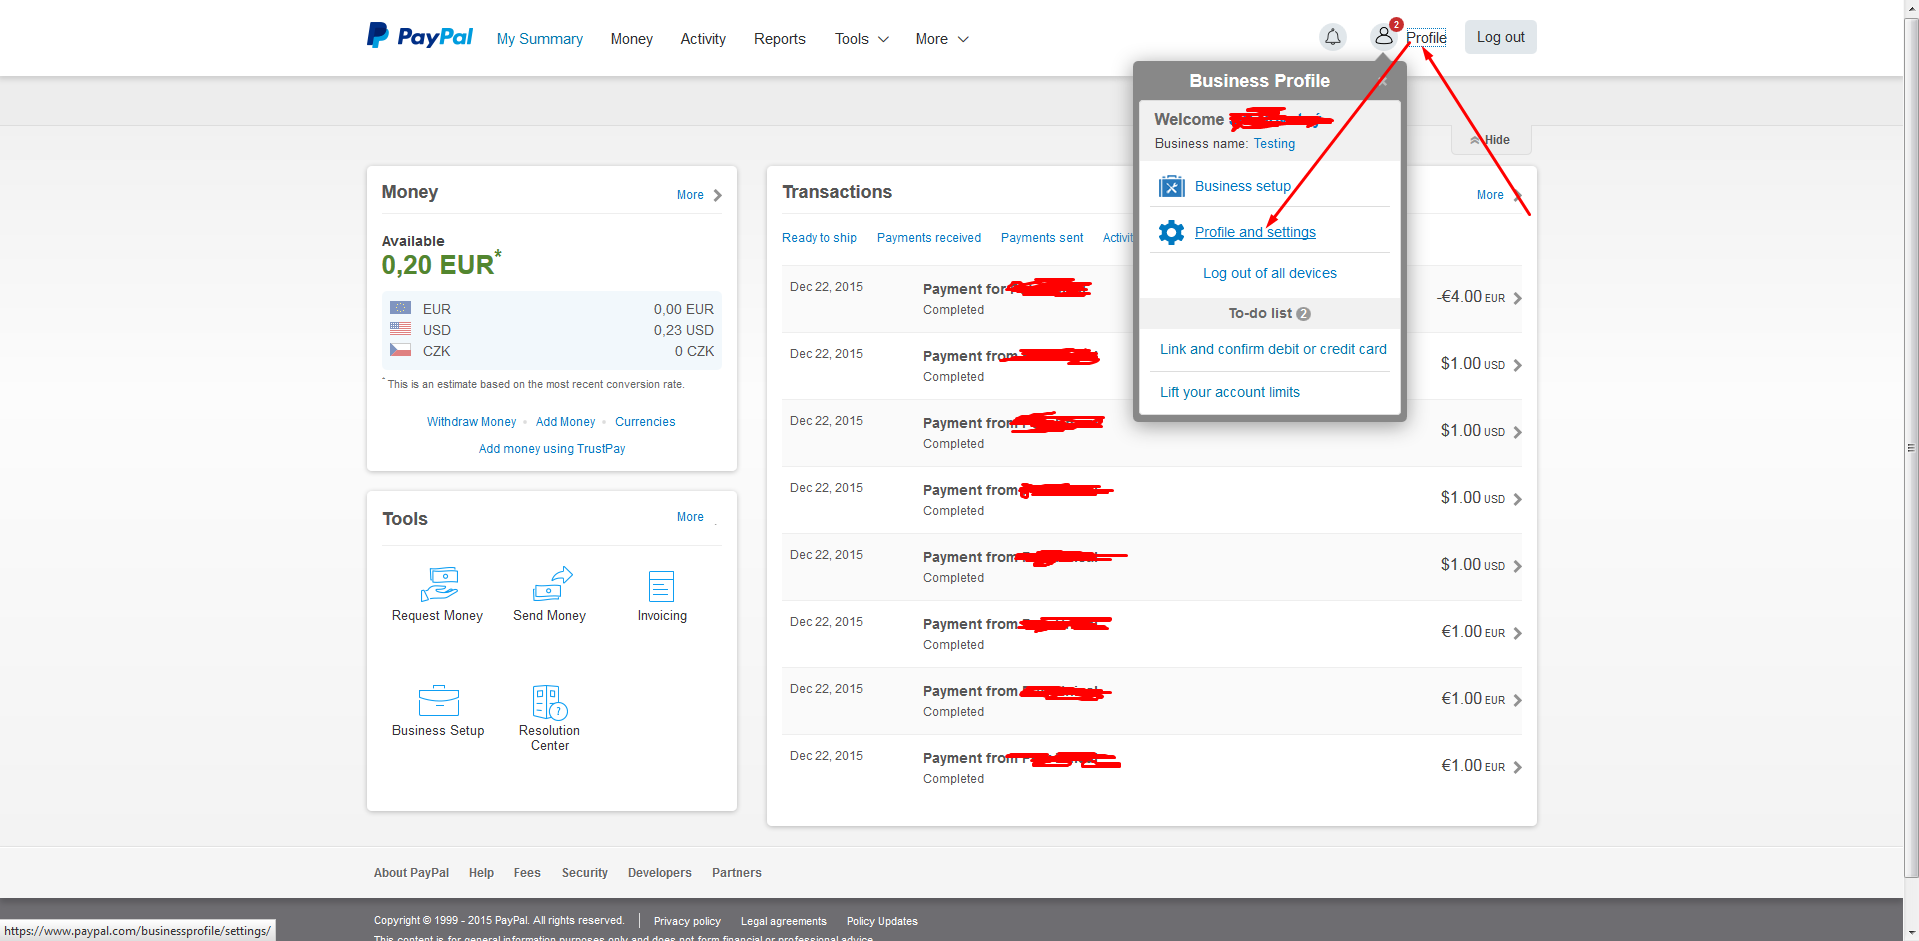 PayPal
My Summary
Money
Activity
Reports
Tools
More
2
Profile
Log out
Business Profile
Welcome
Business name: Testing
Business setup
Profile and settings
Log out of all devices
To-do list 2
Link and confirm debit or credit card
Lift your account limits
Hide
Money
More
Available
0,20 EUR*
EUR 0,00 EUR
USD 0,23 USD
CZK 0 CZK
* This is an estimate based on the most recent conversion rate.
Withdraw Money
Add Money
Currencies
Add money using TrustPay
Tools
More
Request Money
Send Money
Invoicing
Business Setup
Resolution
Center
Transactions
More
Ready to ship
Payments received
Payments sent
Dec 22, 2015 Payment for -€4.00 EUR
Completed
Dec 22, 2015 Payment from $1.00 USD
Completed
Dec 22, 2015 Payment from $1.00 USD
Completed
Dec 22, 2015 Payment from $1.00 USD
Completed
Dec 22, 2015 Payment from $1.00 USD
Completed
Dec 22, 2015 Payment from €1.00 EUR
Completed
Dec 22, 2015 Payment from €1.00 EUR
Completed
Dec 22, 2015 Payment from €1.00 EUR
Completed
About PayPal
Help
Fees
Security
Developers
Partners
Copyright © 1999 - 2015 PayPal. All rights reserved.
Privacy policy
Legal agreements
Policy Updates
This content is for general information purposes only and does not form financial or professional advice.
https://www.paypal.com/businessprofile/settings/